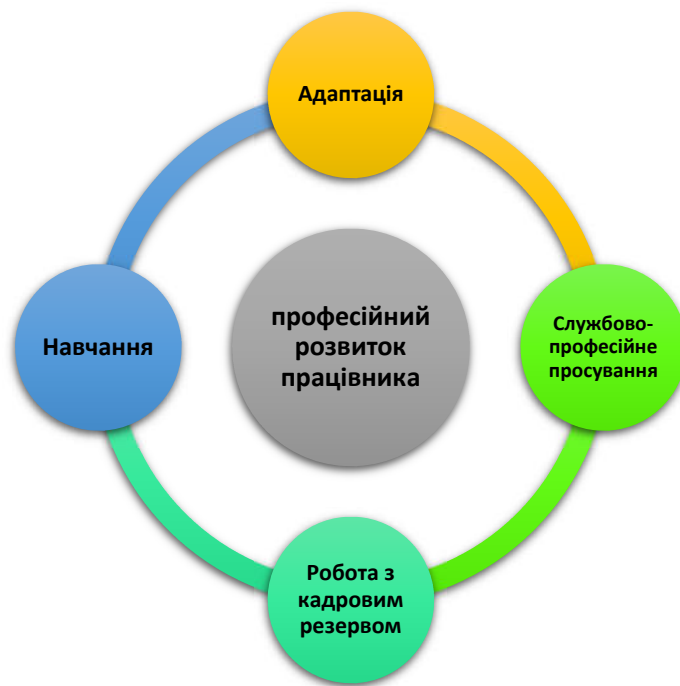 Адаптація
Службово-
професійне
просування
професійний
розвиток
працівника
Навчання
Робота з
кадровим
резервом